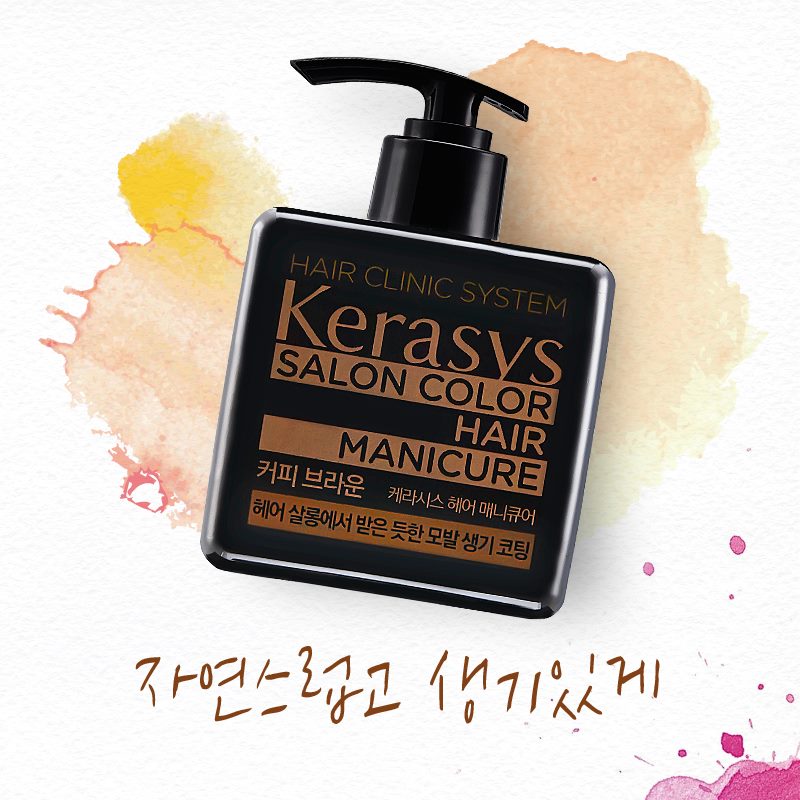 HAIR CLINIC SYSTEM
Kerasys
SALON COLOR
HAIR
MANICURE
커피 브라운 케라시스 헤어 매니큐어
헤어 살롱에서 받은 듯한 모발 생기 코팅
자연스럽고 생기있게